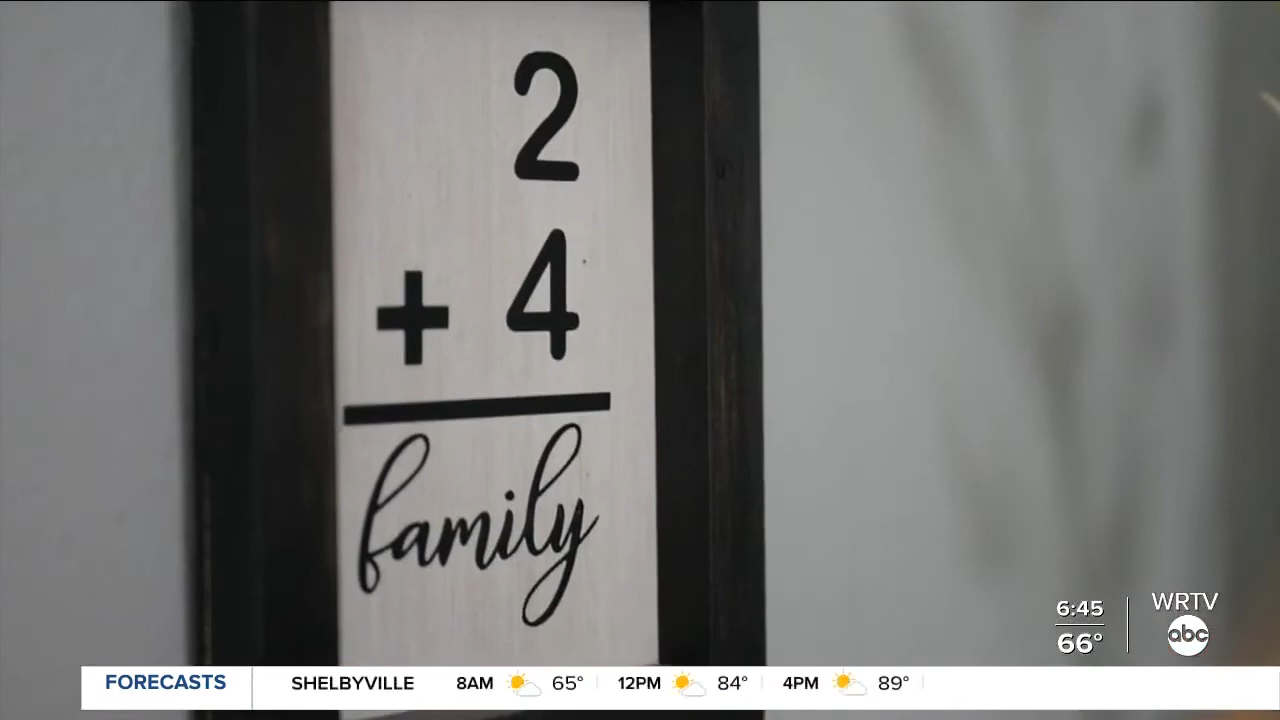 2
+ 4
family
6:45 WRTV
66° abc
FORECASTS SHELBYVILLE 8AM 65° 12PM 84° 4PM 89°